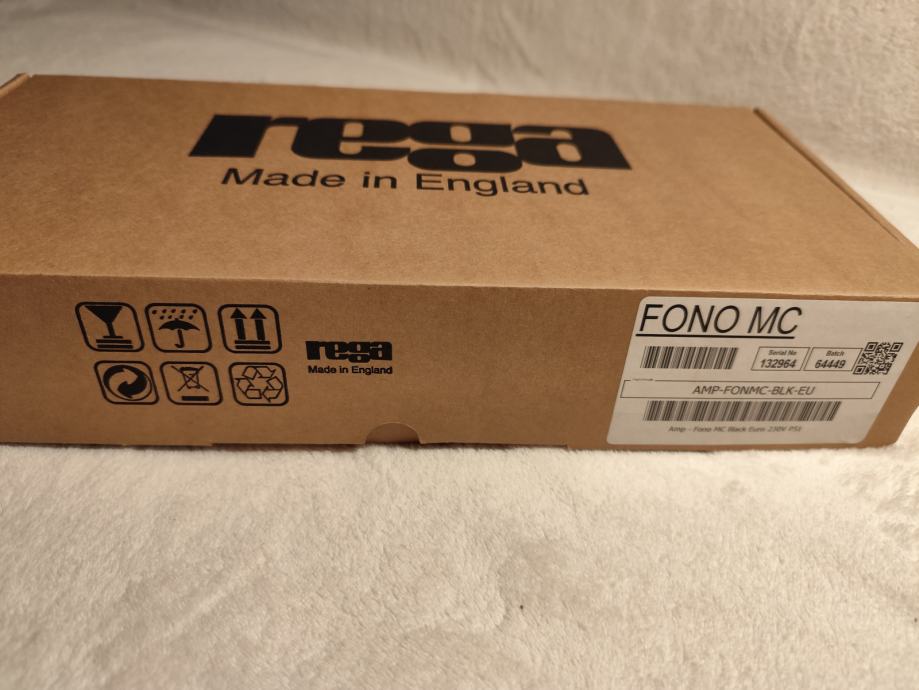 rega
Made in England
rega
Made in England
FONO MC
Serial No
132964
Batch
64449
AMP-FONMC-BLK-EU
Amp - Fono MC Black Euro 230V PSU